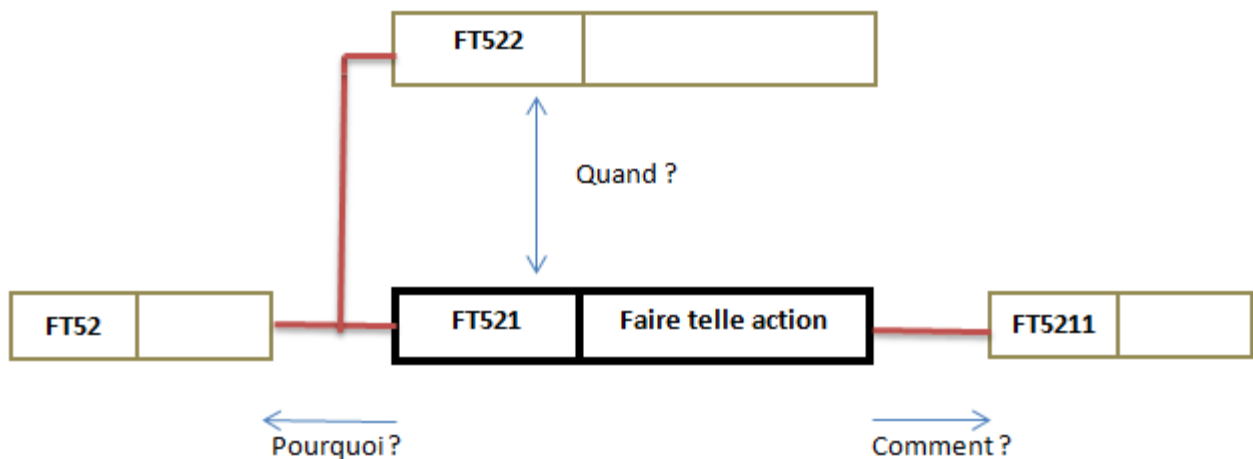 FT522
Quand ?
FT52
FT521
Faire telle action
FT5211
Pourquoi ?
Comment ?